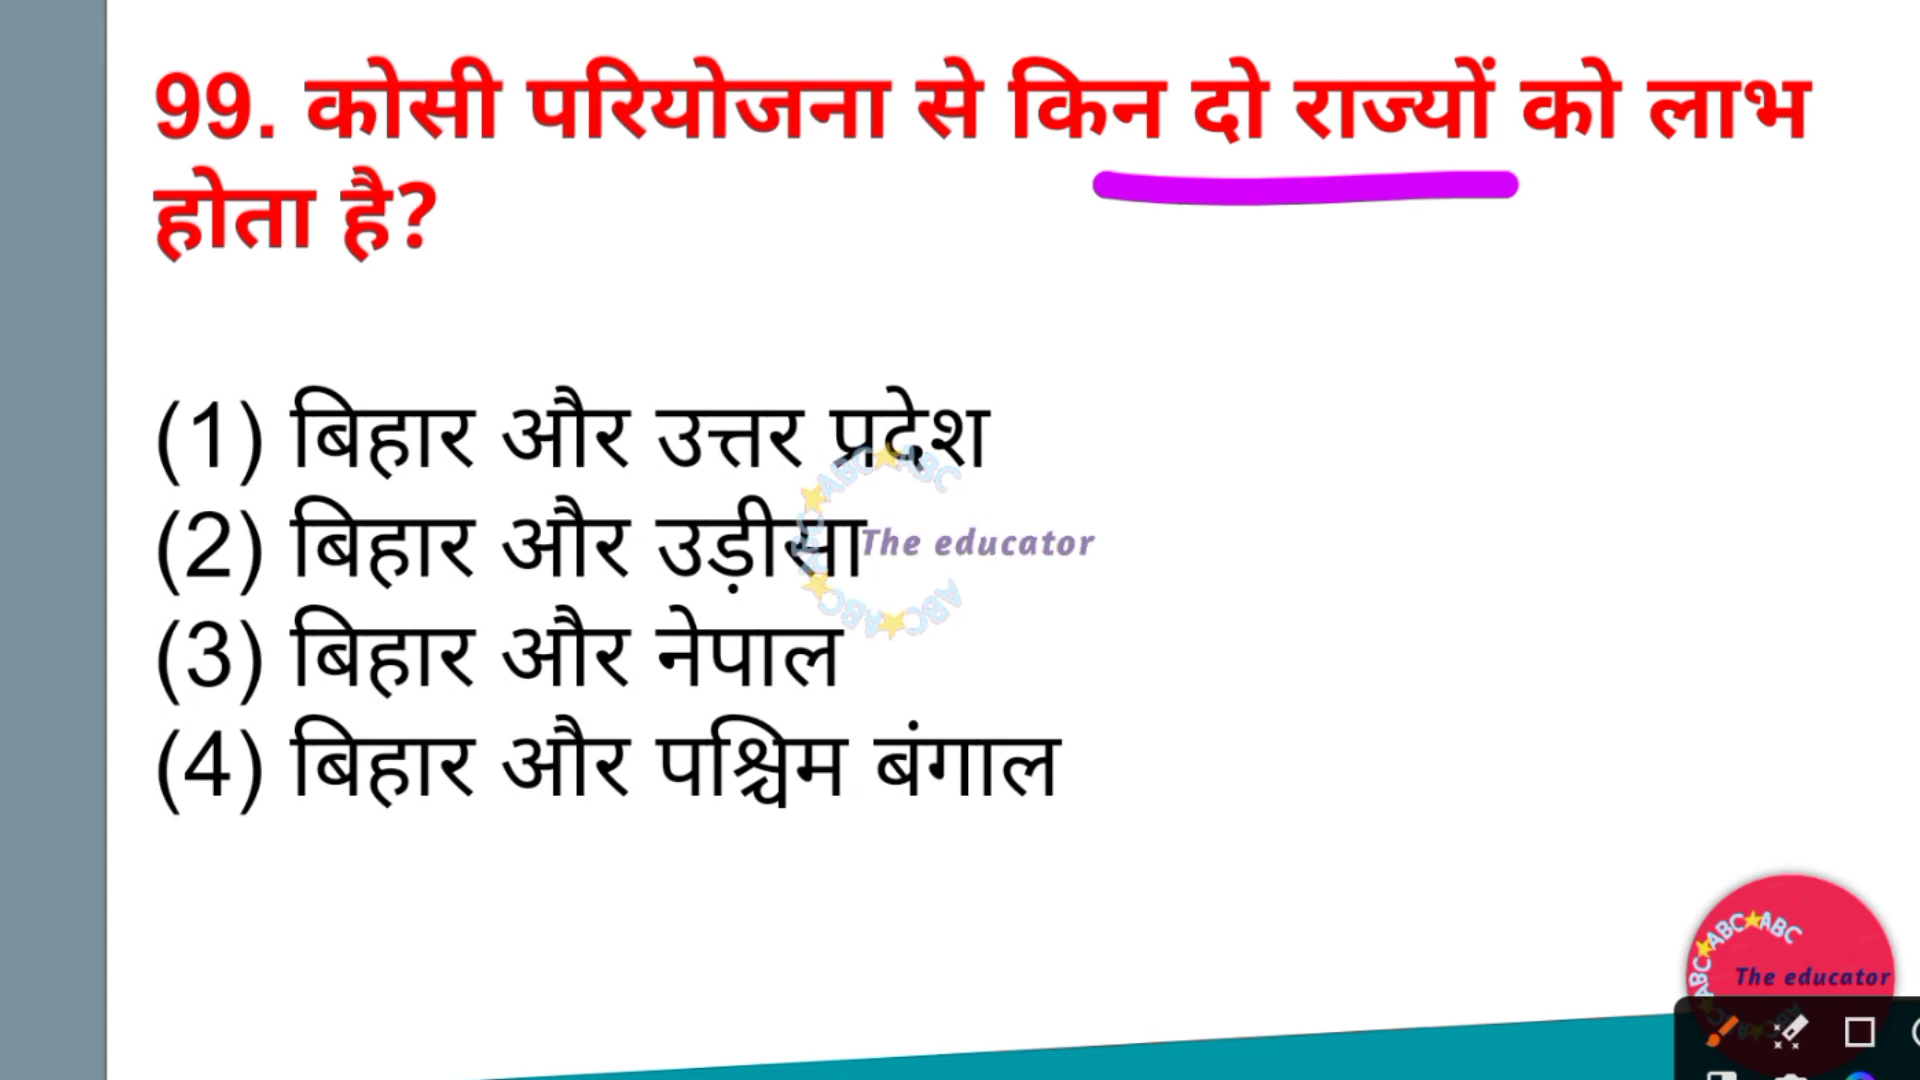 99. कोसी परियोजना से किन दो राज्यों को लाभ
होता है?
(1) बिहार और उत्तर प्रदेश
(2) बिहार और उड़ीसा
The educator
(3) बिहार और नेपाल
(4) बिहार और पश्चिम बंगाल
ABC★ABC★ABC
The educator